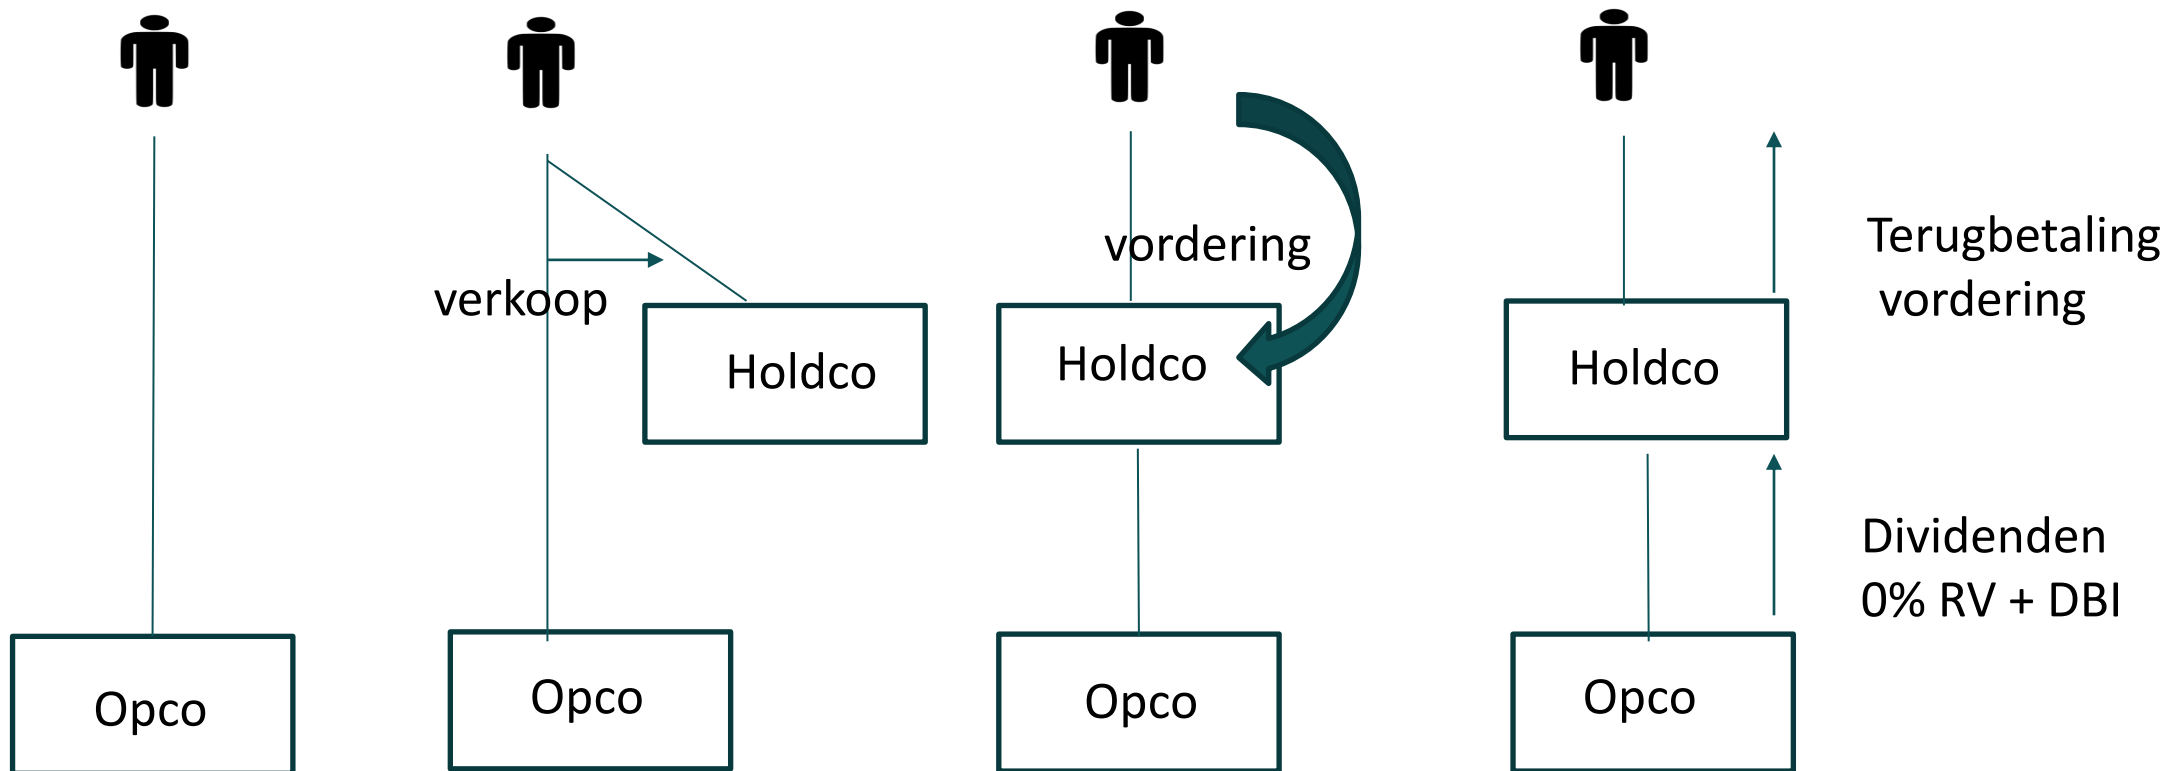 Opco
verkoop
Holdco
Opco
vordering
Holdco
Opco
Terugbetaling
vordering
Holdco
Dividenden
0% RV + DBI
Opco